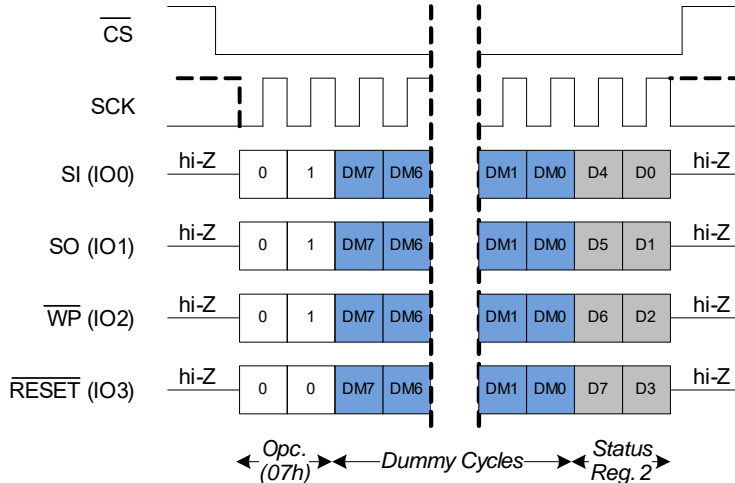 CS
SCK
SI (IO0) hi-Z 0 1 DM7 DM6 DM1 DM0 D4 D0 hi-Z
SO (IO1) hi-Z 0 1 DM7 DM6 DM1 DM0 D5 D1 hi-Z
WP (IO2) hi-Z 0 1 DM7 DM6 DM1 DM0 D6 D2 hi-Z
RESET (IO3) hi-Z 0 0 DM7 DM6 DM1 DM0 D7 D3 hi-Z
Opc.
(07h)
Dummy Cycles
Status
Reg. 2